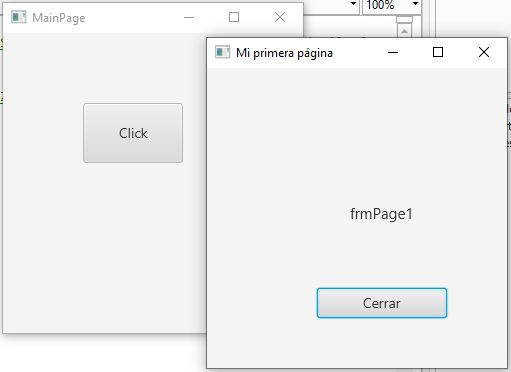 MainPage
100%
Mi primera página
Click
frmPage1
Cerrar